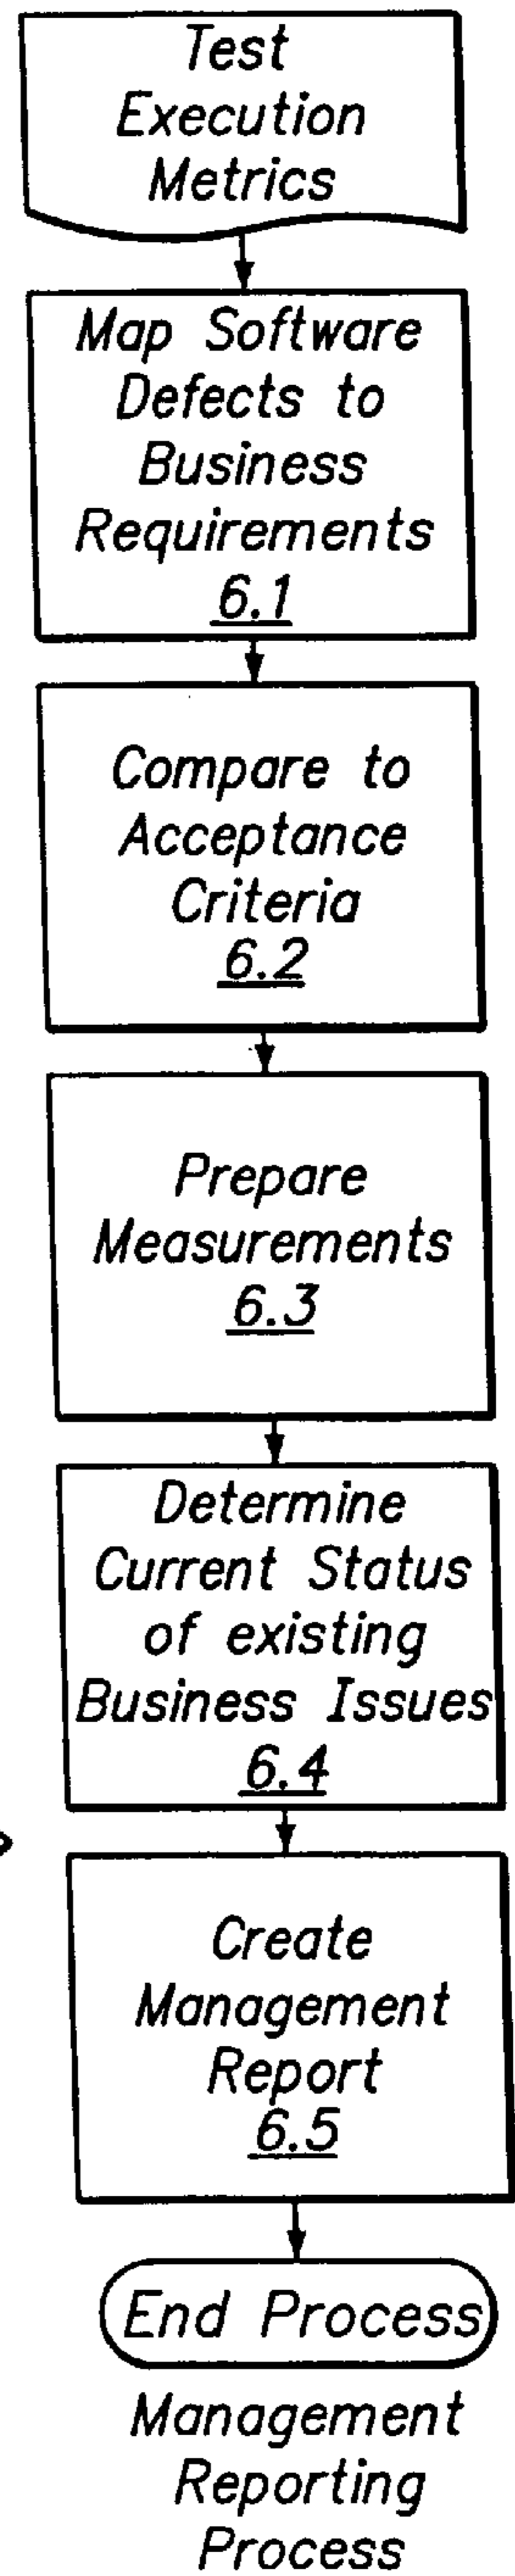 Test
Execution
Metrics
Map Software
Defects to
Business
Requirements
6.1
Compare to
Acceptance
Criteria
6.2
Prepare
Measurements
6.3
Determine
Current Status
of existing
Business Issues
6.4
Create
Management
Report
6.5
End Process
Management
Reporting
Process